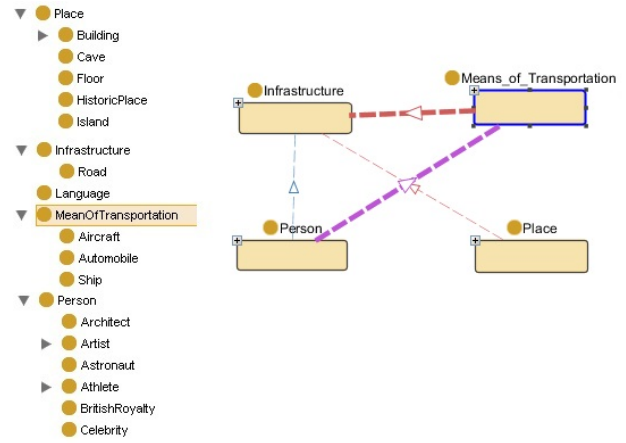 Place
Building
Cave
Floor
HistoricPlace
Island
Infrastructure
Road
Language
MeanOfTransportation
Aircraft
Automobile
Ship
Person
Architect
Artist
Astronaut
Athlete
BritishRoyalty
Celebrity
Infrastructure
Means_of_Transportation
Person
Place